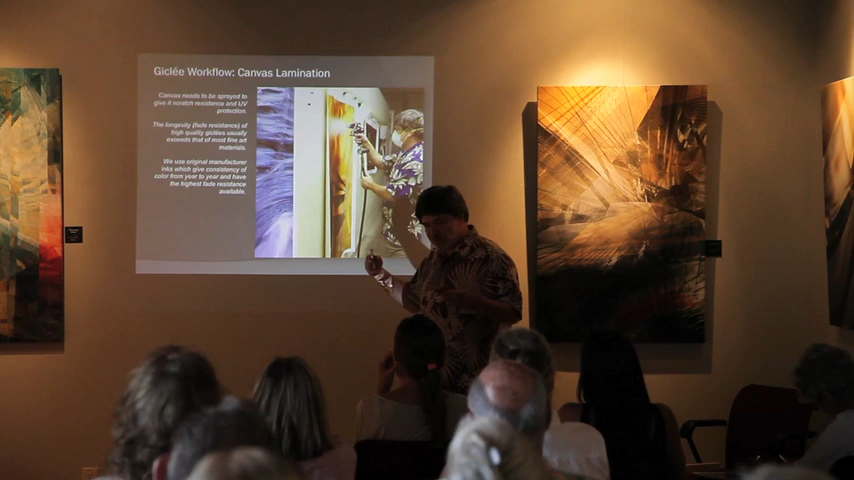 Giclée Workflow: Canvas Lamination
Canvas needs to be sprayed to
give it scratch resistance and UV
protection.
The longevity (fade resistance) of
high quality giclées usually
exceeds that of most fine art
materials.
We use original manufacturer
inks which give consistency of
color from year to year and have
the highest fade resistance
available.